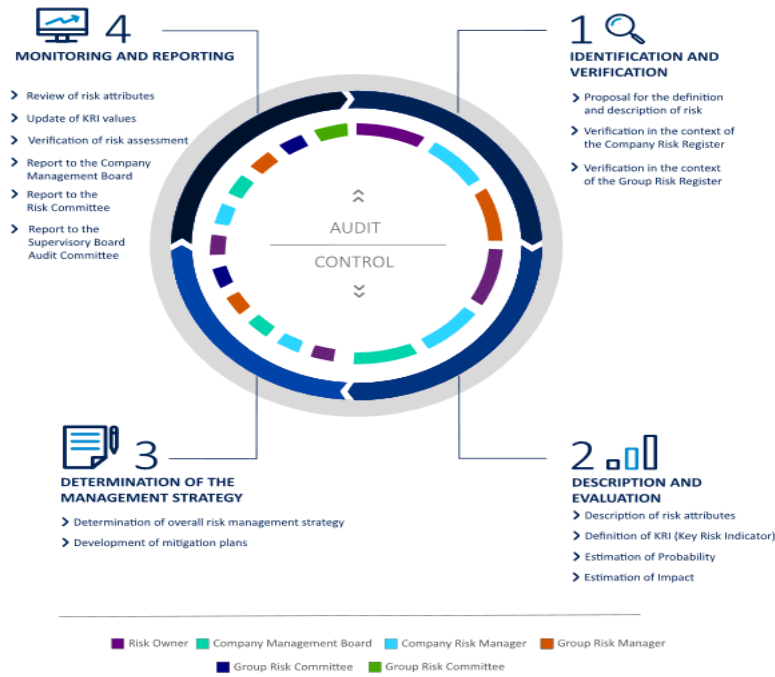 4
MONITORING AND REPORTING
Review of risk attributes
Update of KRI values
Verification of risk assessment
Report to the Company
Management Board
Report to the
Risk Committee
Report to the
Supervisory Board
Audit Committee
1
IDENTIFICATION AND
VERIFICATION
Proposal for the definition
and description of risk
Verification in the context of
the Company Risk Register
Verification in the context
of the Group Risk Register
AUDIT
CONTROL
3
DETERMINATION OF THE
MANAGEMENT STRATEGY
Determination of overall risk management strategy
Development of mitigation plans
2
DESCRIPTION AND
EVALUATION
Description of risk attributes
Definition of KRI (Key Risk Indicator)
Estimation of Probability
Estimation of Impact
Risk Owner Company Management Board Company Risk Manager Group Risk Manager
Group Risk Committee Group Risk Committee